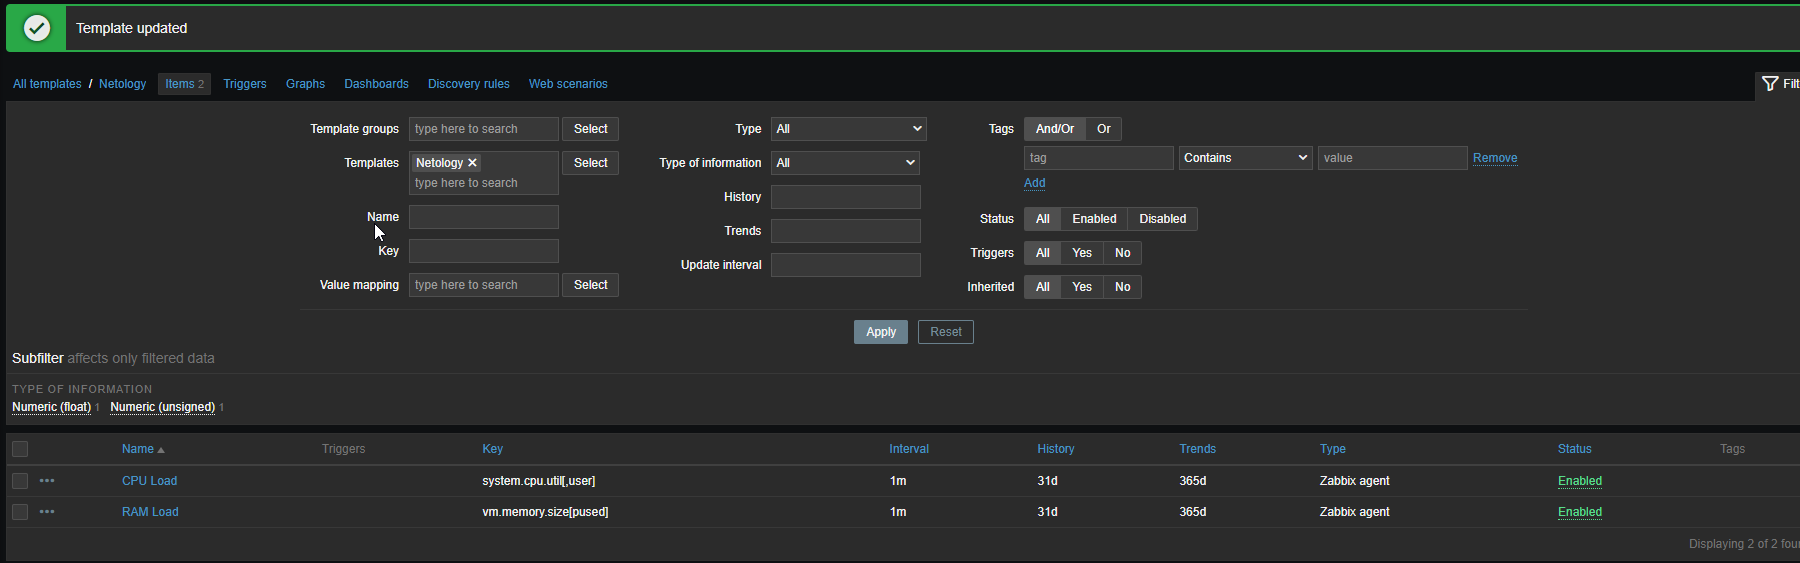 Template updated
All templates / Netology Items 2 Triggers Graphs Dashboards Discovery rules Web scenarios
Template groups type here to search Select Type All Tags And/Or Or
Templates Netology type here to search Select Type of information All tag Contains value Remove
Add
Name History Status All Enabled Disabled
Key Trends Triggers All Yes No
Value mapping type here to search Select Update interval Inherited All Yes No
Apply Reset
Subfilter affects only filtered data
TYPE OF INFORMATION
Numeric (float) 1 Numeric (unsigned) 1
Name Triggers Key Interval History Trends Type Status Tags
CPU Load system.cpu.util[,user] 1m 31d 365d Zabbix agent Enabled
RAM Load vm.memory.size[pused] 1m 31d 365d Zabbix agent Enabled
Displaying 2 of 2